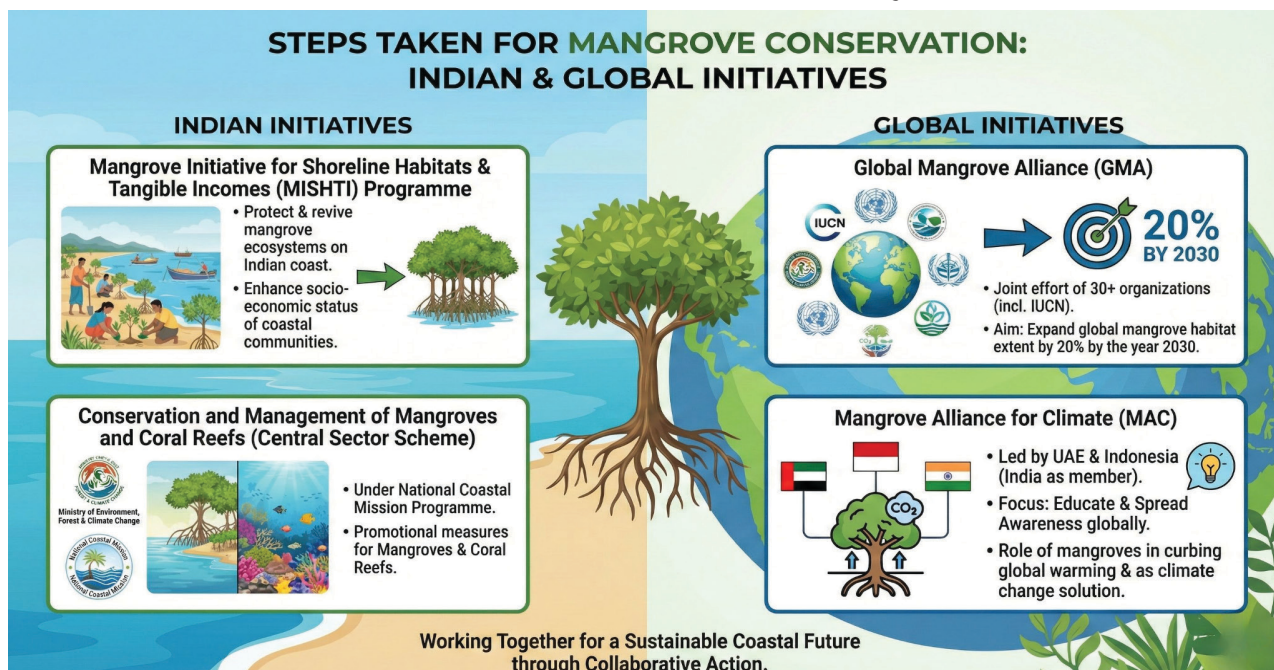 STEPS TAKEN FOR MANGROVE CONSERVATION:
INDIAN & GLOBAL INITIATIVES
INDIAN INITIATIVES
Mangrove Initiative for Shoreline Habitats &
Tangible Incomes (MISHTI) Programme
• Protect & revive
mangrove
ecosystems on
Indian coast.
• Enhance socio-
economic status
of coastal
communities.
Conservation and Management of Mangroves
and Coral Reefs (Central Sector Scheme)
Ministry of Environment,
Forest & Climate Change
National Coastal Mission
National Coastal Mission
• Under National Coastal
Mission Programme.
• Promotional measures
for Mangroves & Coral
Reefs.
GLOBAL INITIATIVES
Global Mangrove Alliance (GMA)
IUCN
CO₂
20%
BY 2030
• Joint effort of 30+ organizations
(incl. IUCN).
• Aim: Expand global mangrove habitat
extent by 20% by the year 2030.
Mangrove Alliance for Climate (MAC)
CO₂
• Led by UAE & Indonesia
(India as member).
• Focus: Educate & Spread
Awareness globally.
• Role of mangroves in curbing
global warming & as climate
change solution.
Working Together for a Sustainable Coastal Future
through Collaborative Action.